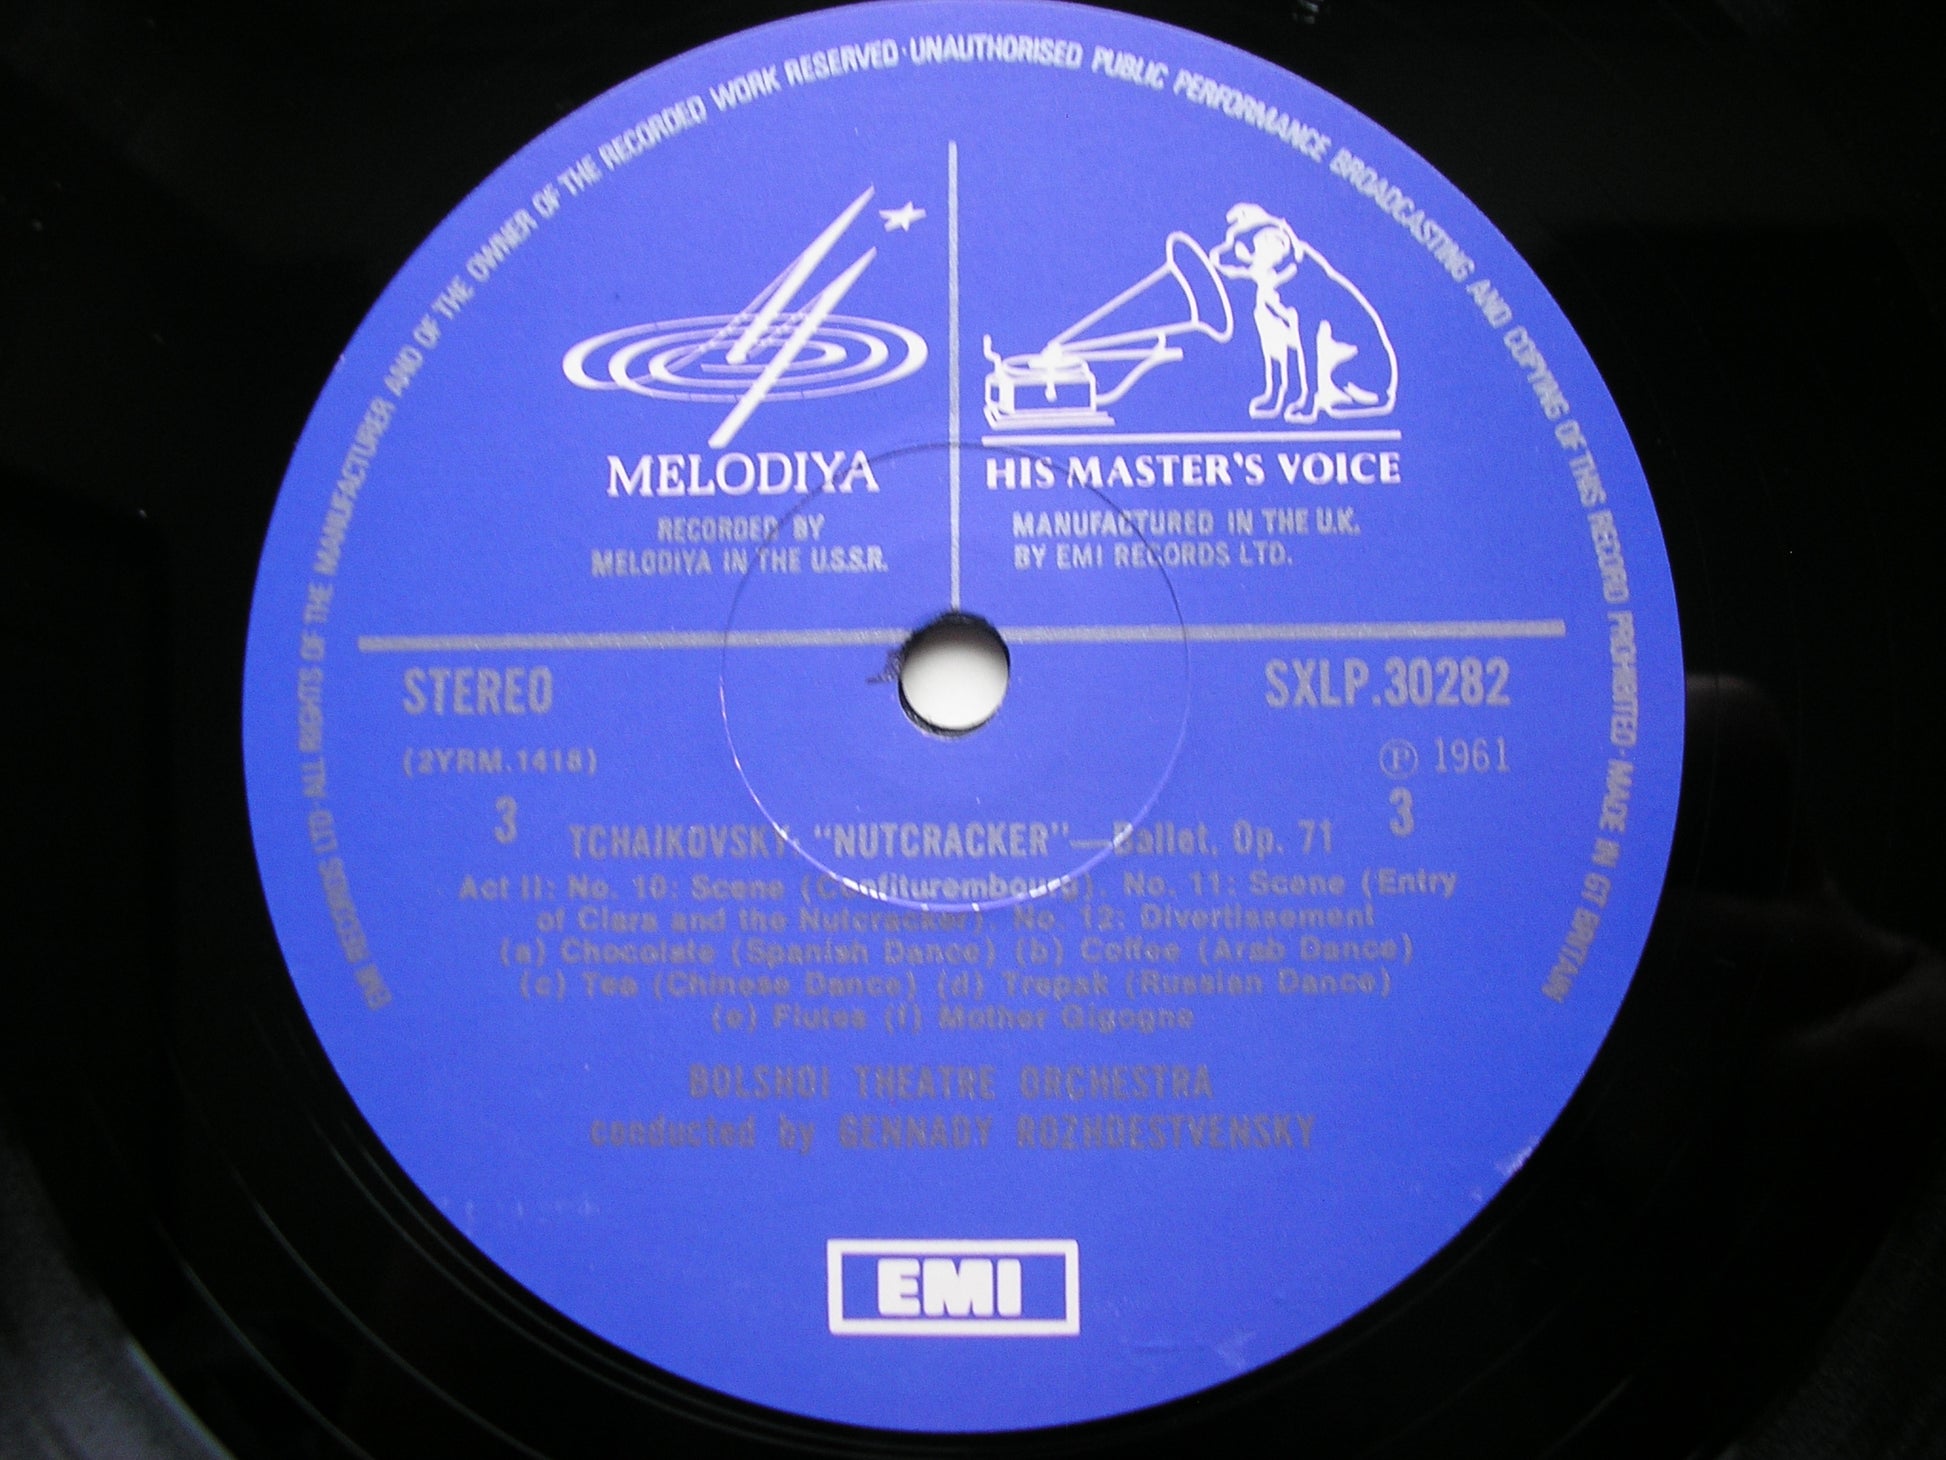 EMI RECORDS LTD·ALL RIGHTS OF THE MANUFACTURER AND OF THE OWNER OF THE RECORDED WORK RESERVED·UNAUTHORISED PUBLIC PERFORMANCE BROADCASTING AND COPYING OF THIS RECORD PROHIBITED·MADE IN GT BRITAIN
MELODIYA
RECORDED BY
MELODIYA IN THE U.S.S.R.
HIS MASTER'S VOICE
MANUFACTURED IN THE U.K.
BY EMI RECORDS LTD.
STEREO
SXLP.30282
(2YRM.1418)
Ⓟ 1961
3
3
TCHAIKOVSKY: "NUTCRACKER"—Ballet, Op. 71
Act II: No. 10: Scene (Confiturembourg). No. 11: Scene (Entry
of Clara and the Nutcracker). No. 12: Divertissement
(a) Chocolate (Spanish Dance) (b) Coffee (Arab Dance)
(c) Tea (Chinese Dance) (d) Trepak (Russian Dance)
(e) Flutes (f) Mother Gigogne
BOLSHOI THEATRE ORCHESTRA
conducted by GENNADY ROZHDESTVENSKY
EMI